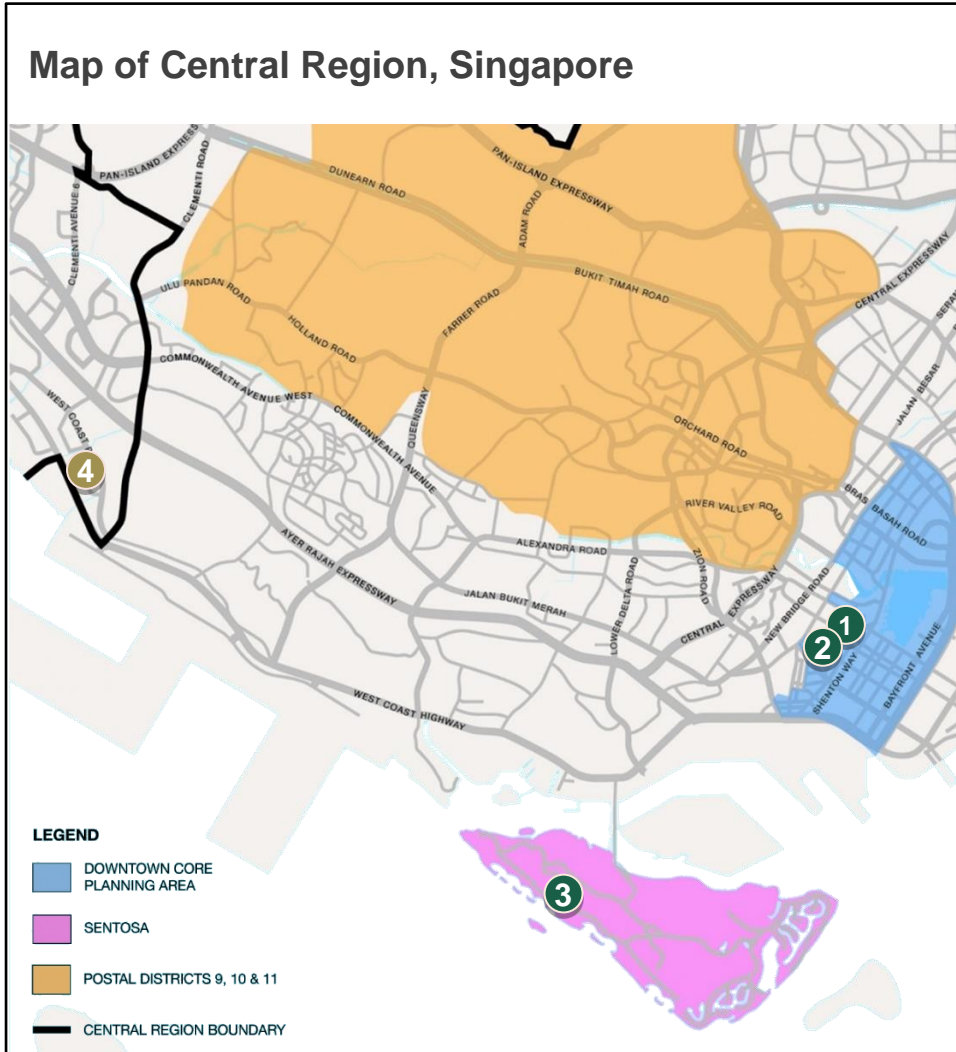 Map of Central Region, Singapore
PAN-ISLAND EXPRES
CLEMENTI ROAD
CLEMENTI AVENUE 6
DUNEARN ROAD
PAN-ISLAND EXPRESSWAY
ADAM ROAD
BUKIT TIMAH ROAD
CENTRAL EXPRESSWAY
ULU PANDAN ROAD
HOLLAND ROAD
FARRER ROAD
JALAN BESAR
SERAN
COMMONWEALTH AVENUE WEST
COMMONWEALTH AVENUE
QUEENSWAY
WEST COAST
4
ORCHARD ROAD
RIVER VALLEY ROAD
BRAS BASAH ROAD
AYER RAJAH EXPRESSWAY
ALEXANDRA ROAD
ZION ROAD
JALAN BUKIT MERAH
LOWER DELTA ROAD
CENTRAL EXPRESSWAY
NEW BRIDGE ROAD
1
2
SHENTON WAY
BAYFRONT AVENUE
WEST COAST HIGHWAY
3
LEGEND
DOWNTOWN CORE
PLANNING AREA
SENTOSA
POSTAL DISTRICTS 9, 10 & 11
CENTRAL REGION BOUNDARY